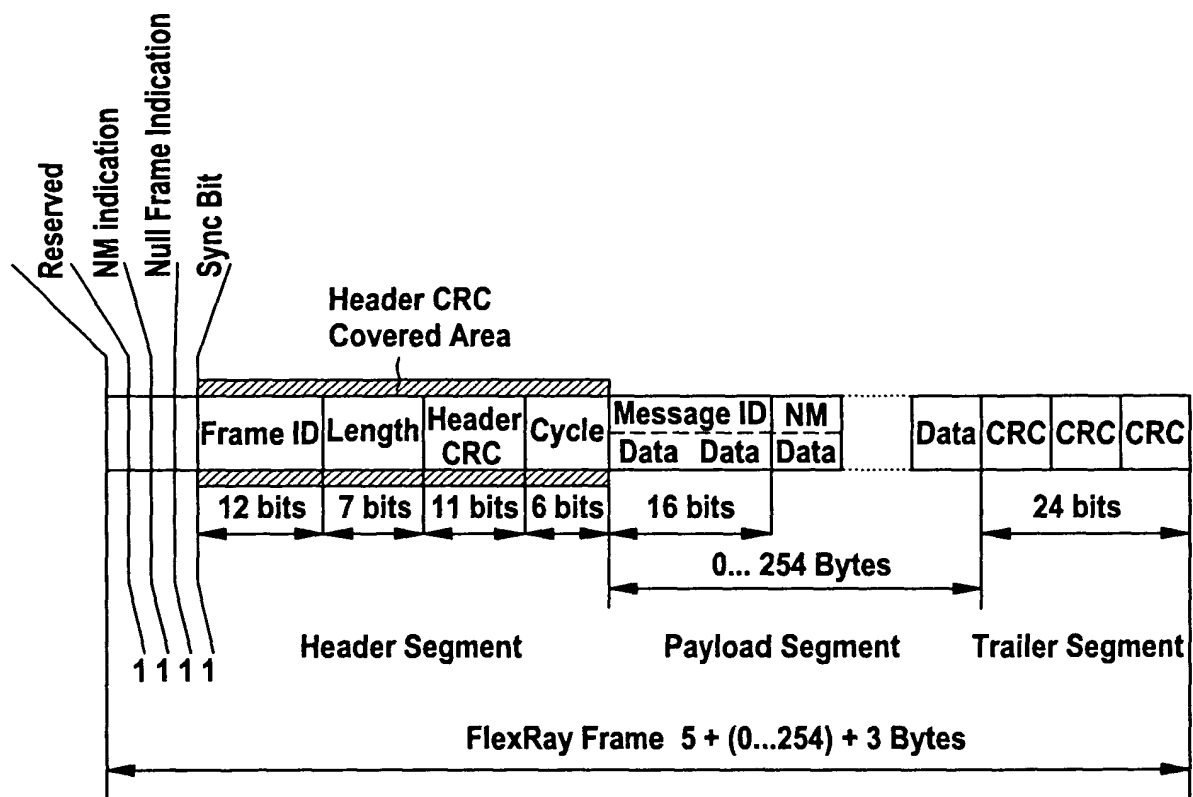 Reserved
NM indication
Null Frame Indication
Sync Bit
Header CRC
Covered Area
Frame ID
Length
Header
CRC
Cycle
Message ID
Data Data
NM
Data
Data
CRC
CRC
CRC
12 bits
7 bits
11 bits
6 bits
16 bits
24 bits
0... 254 Bytes
Header Segment
Payload Segment
Trailer Segment
1 1 1 1
FlexRay Frame 5 + (0...254) + 3 Bytes